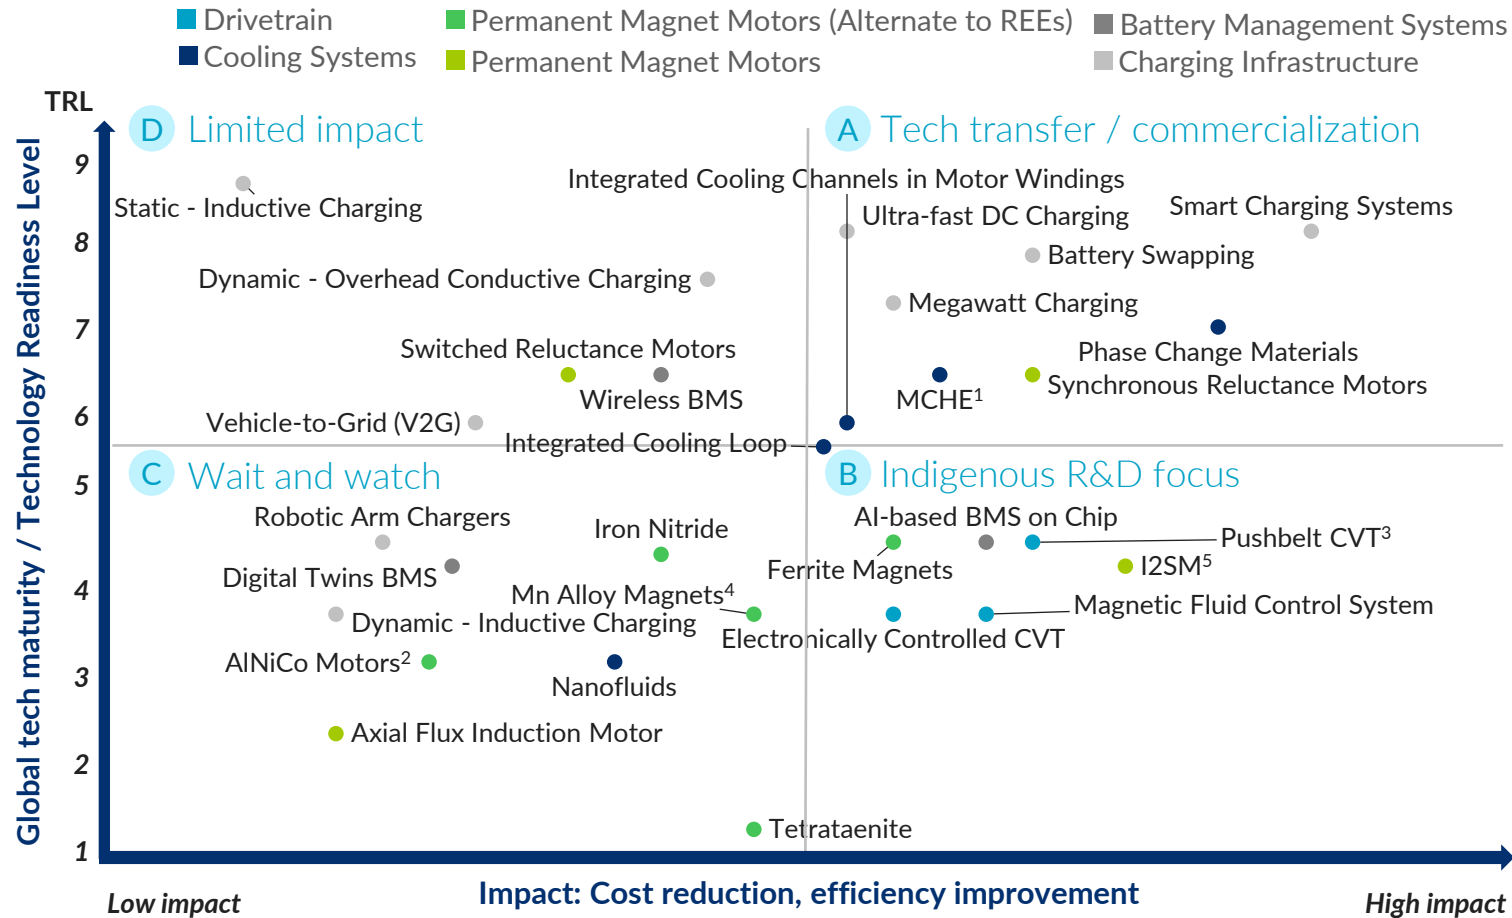 Drivetrain
Permanent Magnet Motors (Alternate to REEs)
Battery Management Systems
Cooling Systems
Permanent Magnet Motors
Charging Infrastructure
TRL
Global tech maturity / Technology Readiness Level
9
8
7
6
5
4
3
2
1
D Limited impact
Static - Inductive Charging
Dynamic - Overhead Conductive Charging
Switched Reluctance Motors
Wireless BMS
Vehicle-to-Grid (V2G)
A Tech transfer / commercialization
Integrated Cooling Channels in Motor Windings
Ultra-fast DC Charging
Smart Charging Systems
Battery Swapping
Megawatt Charging
Phase Change Materials
MCHE¹
Synchronous Reluctance Motors
Integrated Cooling Loop
C Wait and watch
Robotic Arm Chargers
Iron Nitride
Digital Twins BMS
Mn Alloy Magnets⁴
Dynamic - Inductive Charging
AlNiCo Motors²
Nanofluids
Axial Flux Induction Motor
Tetrataenite
B Indigenous R&D focus
AI-based BMS on Chip
Pushbelt CVT³
Ferrite Magnets
I2SM⁵
Magnetic Fluid Control System
Electronically Controlled CVT
Low impact
Impact: Cost reduction, efficiency improvement
High impact